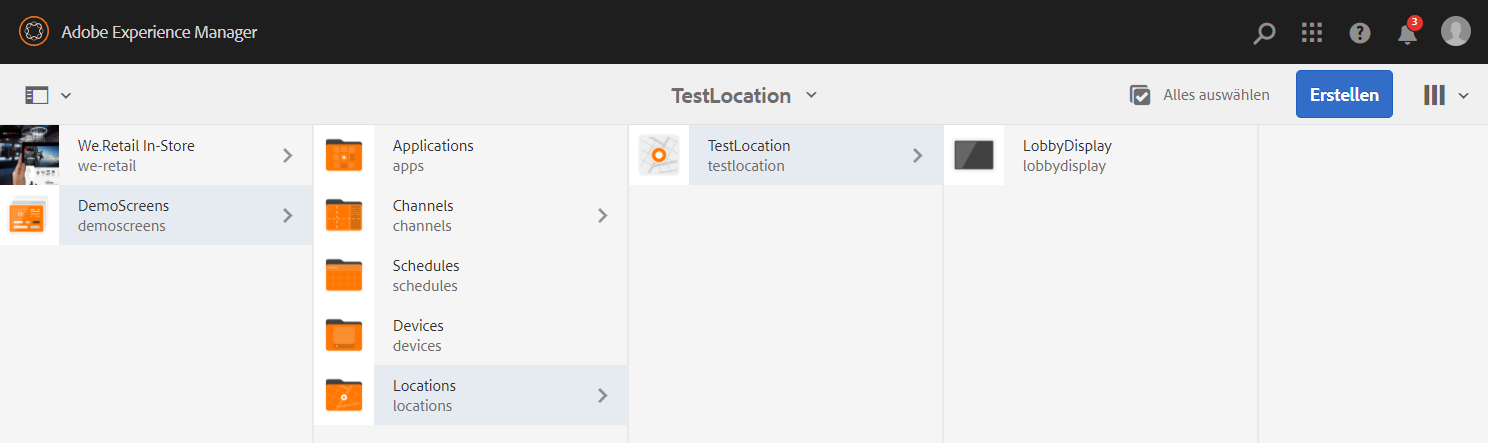 Adobe Experience Manager
3
TestLocation
Alles auswählen
Erstellen
We.Retail In-Store
we-retail
DemoScreens
demoscreens
Applications
apps
Channels
channels
Schedules
schedules
Devices
devices
Locations
locations
TestLocation
testlocation
LobbyDisplay
lobbydisplay